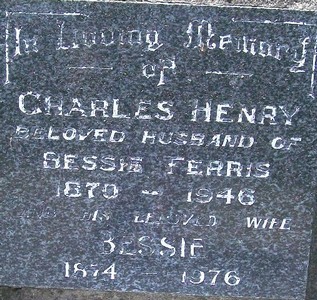 In Loving Memory
of
CHARLES HENRY
BELOVED HUSBAND OF
BESSIE FERRIS
1870 – 1946
AND HIS BELOVED WIFE
BESSIE
1874 – 1976